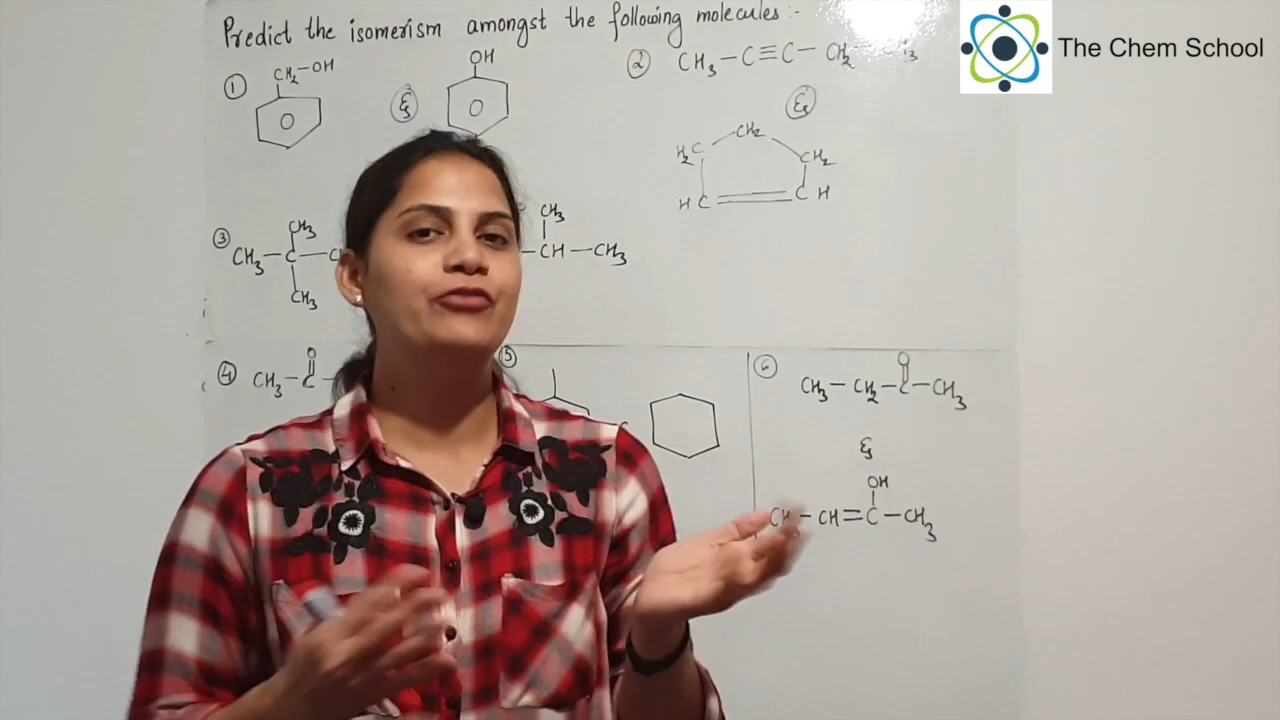 Predict the isomerism amongst the following molecules :-
The Chem School
① CH₂-OH
&
OH
② CH₃-C≡C-CH₂
&
H₂C CH₂ CH₂
HC CH
③ CH₃-C
CH₃
CH₃
CH₃
-CH-CH₃
④ CH₃-C-
O
⑤
⑥ CH₃-CH₂-C-CH₃
O
&
OH
CH=C-CH₃